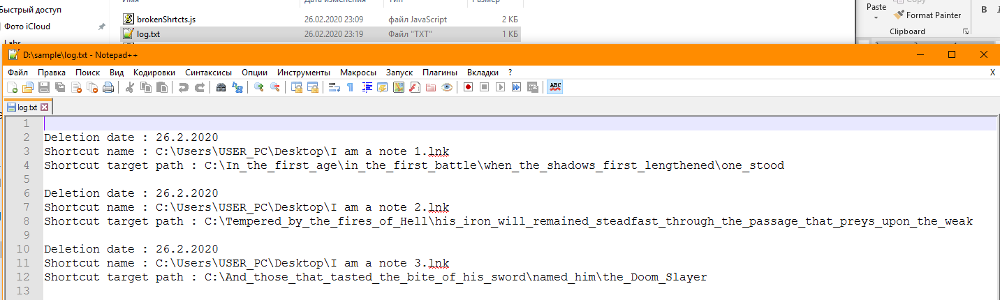 Быстрый доступ
Фото iCloud
Имя
Дата изменения
Тип
Размер
brokenShrtcts.js 26.02.2020 23:09 файл JavaScript 2 КБ
log.txt 26.02.2020 23:19 Файл "TXT" 1 КБ
Copy
Paste
Format Painter
B
Clipboard
D:\sample\log.txt - Notepad++
Файл Правка Поиск Вид Кодировки Синтаксисы Опции Инструменты Макросы Запуск Плагины Вкладки ? X
ABC
log.txt
1
2 Deletion date : 26.2.2020
3 Shortcut name : C:\Users\USER_PC\Desktop\I am a note 1.lnk
4 Shortcut target path : C:\In_the_first_age\in_the_first_battle\when_the_shadows_first_lengthened\one_stood
5
6 Deletion date : 26.2.2020
7 Shortcut name : C:\Users\USER_PC\Desktop\I am a note 2.lnk
8 Shortcut target path : C:\Tempered_by_the_fires_of_Hell\his_iron_will_remained_steadfast_through_the_passage_that_preys_upon_the_weak
9
10 Deletion date : 26.2.2020
11 Shortcut name : C:\Users\USER_PC\Desktop\I am a note 3.lnk
12 Shortcut target path : C:\And_those_that_tasted_the_bite_of_his_sword\named_him\the_Doom_Slayer
13